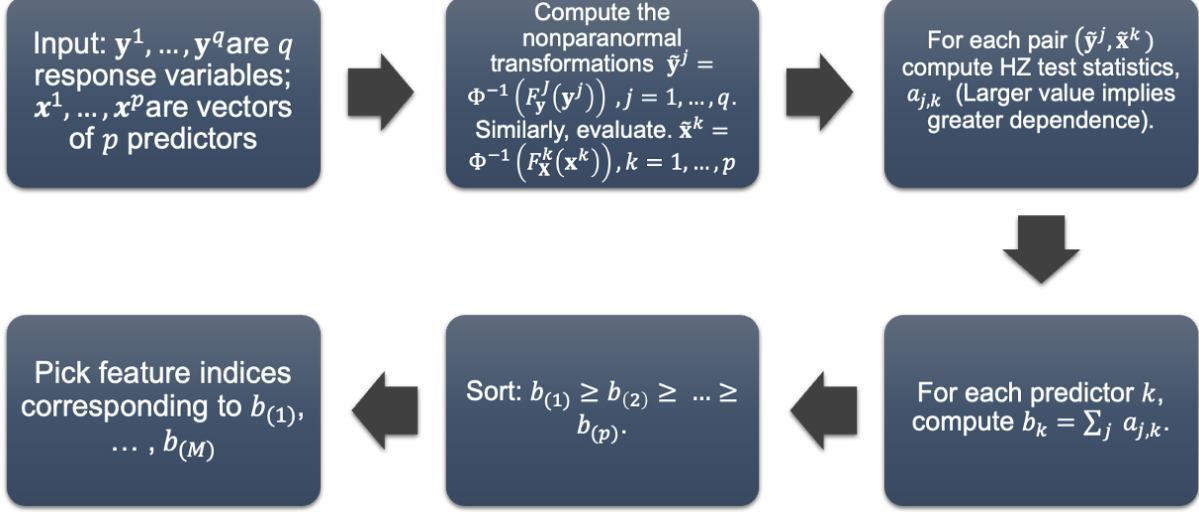 Input: 𝐲¹, … , 𝐲^q are q
response variables;
𝒙¹, … , 𝒙^p are vectors
of p predictors
Compute the
nonparanormal
transformations ỹ^j =
Φ⁻¹(F_𝐲^J(𝐲^j)) , j = 1, … , q.
Similarly, evaluate. x̃^k =
Φ⁻¹(F_𝐱^k(𝐱^k)), k = 1, … , p
For each pair (ỹ^j, x̃^k)
compute HZ test statistics,
a_{j,k} (Larger value implies
greater dependence).
For each predictor k,
compute b_k = Σ_j a_{j,k}.
Sort: b_(1) ≥ b_(2) ≥ … ≥
b_(p).
Pick feature indices
corresponding to b_(1),
… , b_(M)